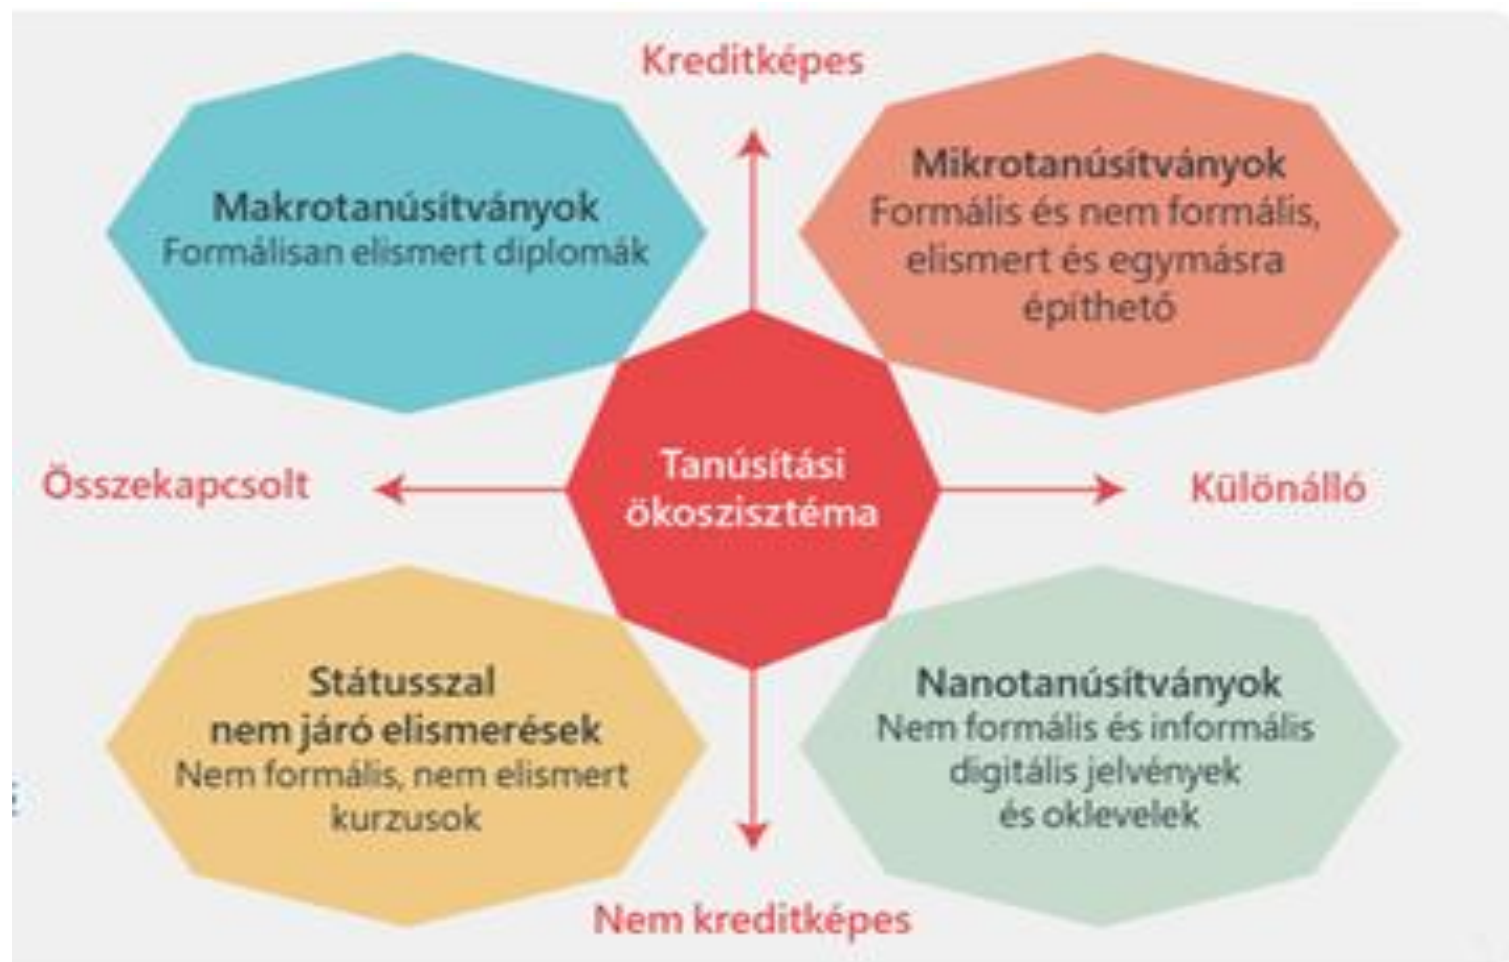 Kreditképes
Makrotanúsítványok
Formálisan elismert diplomák
Mikrotanúsítványok
Formális és nem formális,
elismert és egymásra
építhető
Összekapcsolt
Tanúsítási
ökoszisztéma
Különálló
Státusszal
nem járó elismerések
Nem formális, nem elismert
kurzusok
Nanotanúsítványok
Nem formális és informális
digitális jelvények
és oklevelek
Nem kreditképes